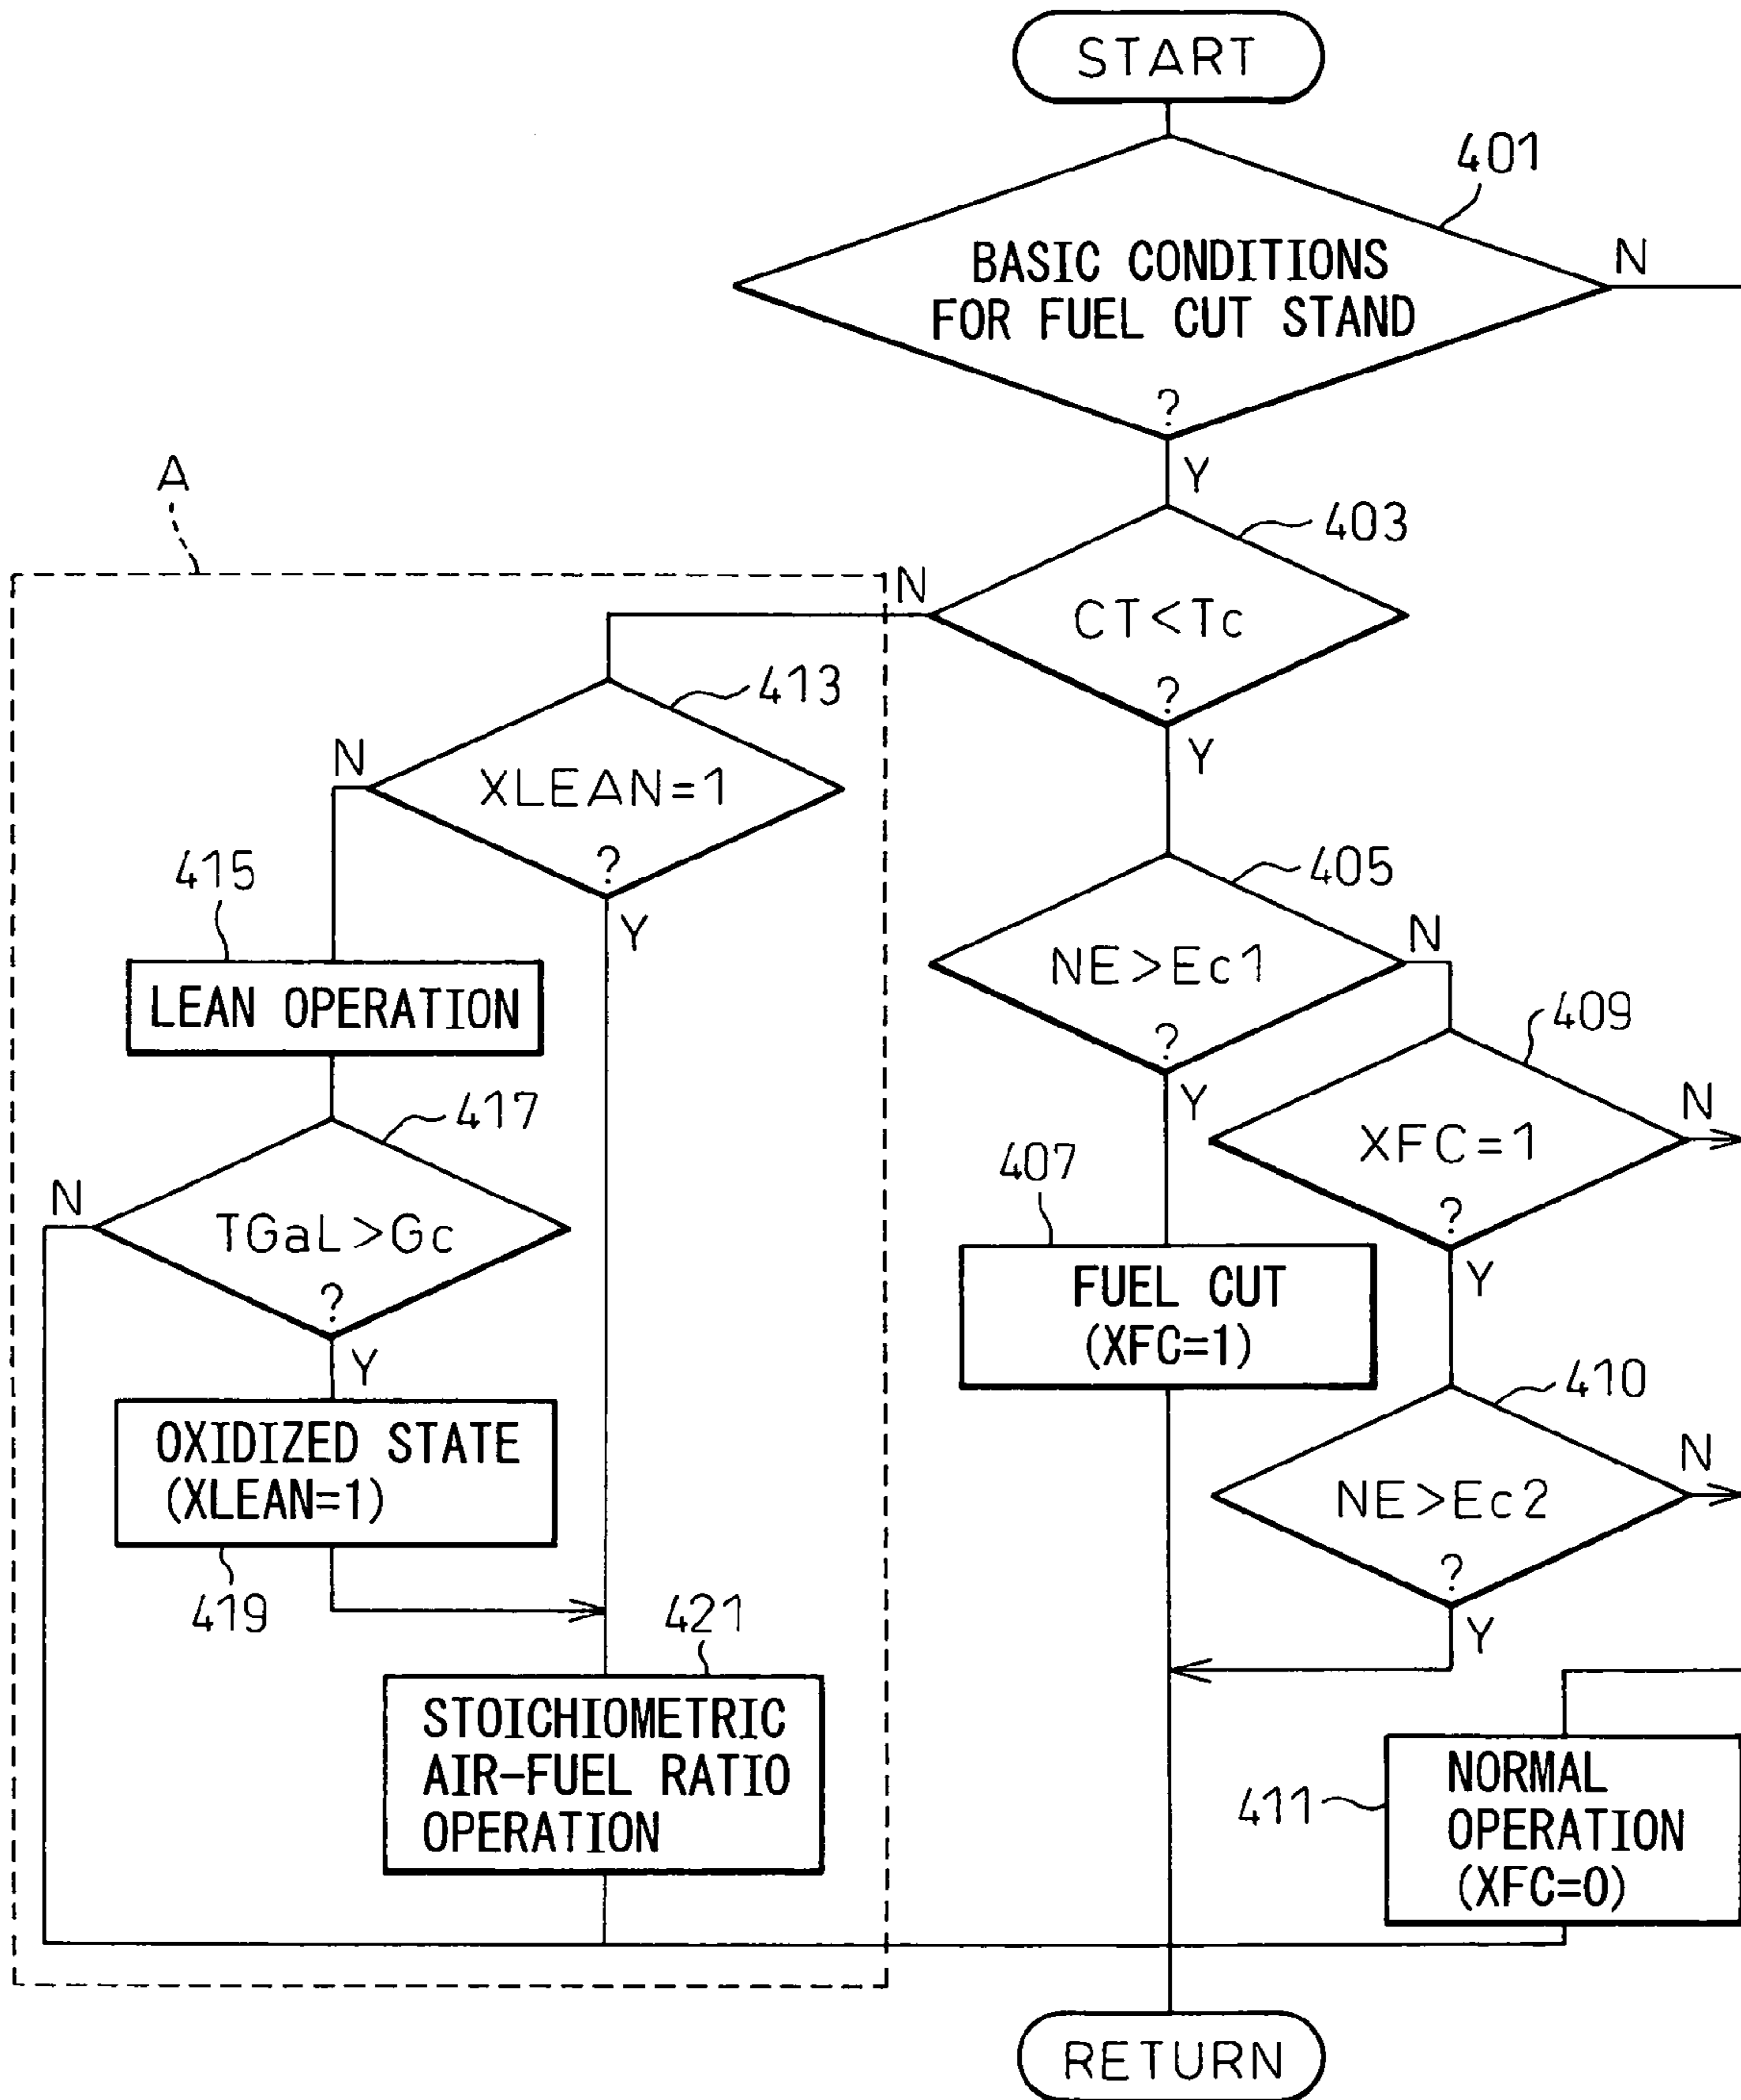 START
401
BASIC CONDITIONS
FOR FUEL CUT STAND
?
N
Y
A
403
N
CT<Tc
?
Y
413
N
XLEAN=1
?
Y
405
NE>Ec1
N
?
Y
415
LEAN OPERATION
409
XFC=1
N
?
Y
417
N
TGaL>Gc
?
Y
407
FUEL CUT
(XFC=1)
410
NE>Ec2
N
?
Y
OXIDIZED STATE
(XLEAN=1)
419
421
STOICHIOMETRIC
AIR-FUEL RATIO
OPERATION
411
NORMAL
OPERATION
(XFC=0)
RETURN